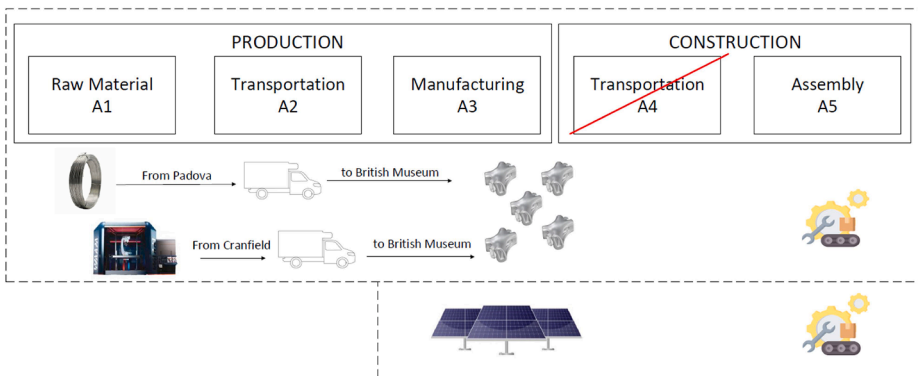 PRODUCTION
CONSTRUCTION
Raw Material
A1
Transportation
A2
Manufacturing
A3
Transportation
A4
Assembly
A5
From Padova
to British Museum
From Cranfield
to British Museum